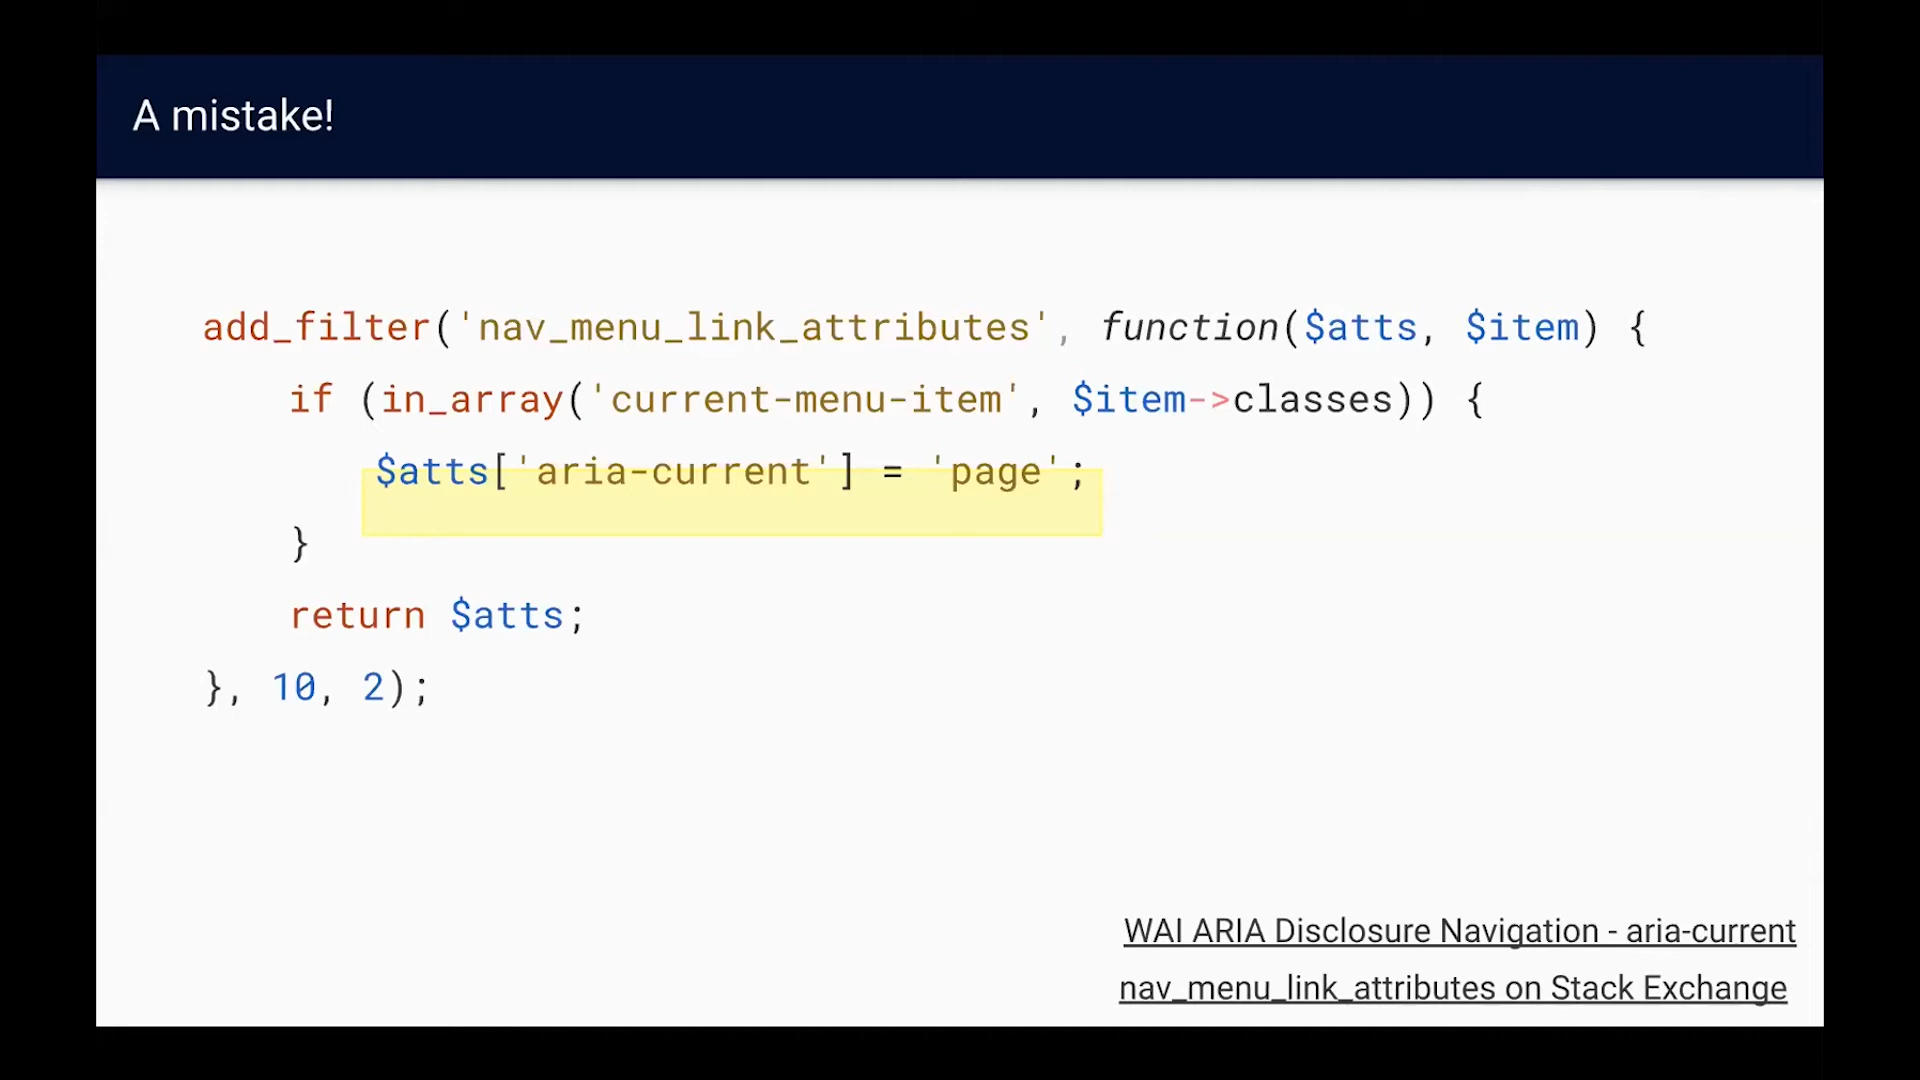 A mistake!
add_filter('nav_menu_link_attributes', function($atts, $item) {
    if (in_array('current-menu-item', $item->classes)) {
        $atts['aria-current'] = 'page';
    }
    return $atts;
}, 10, 2);
WAI ARIA Disclosure Navigation - aria-current
nav_menu_link_attributes on Stack Exchange